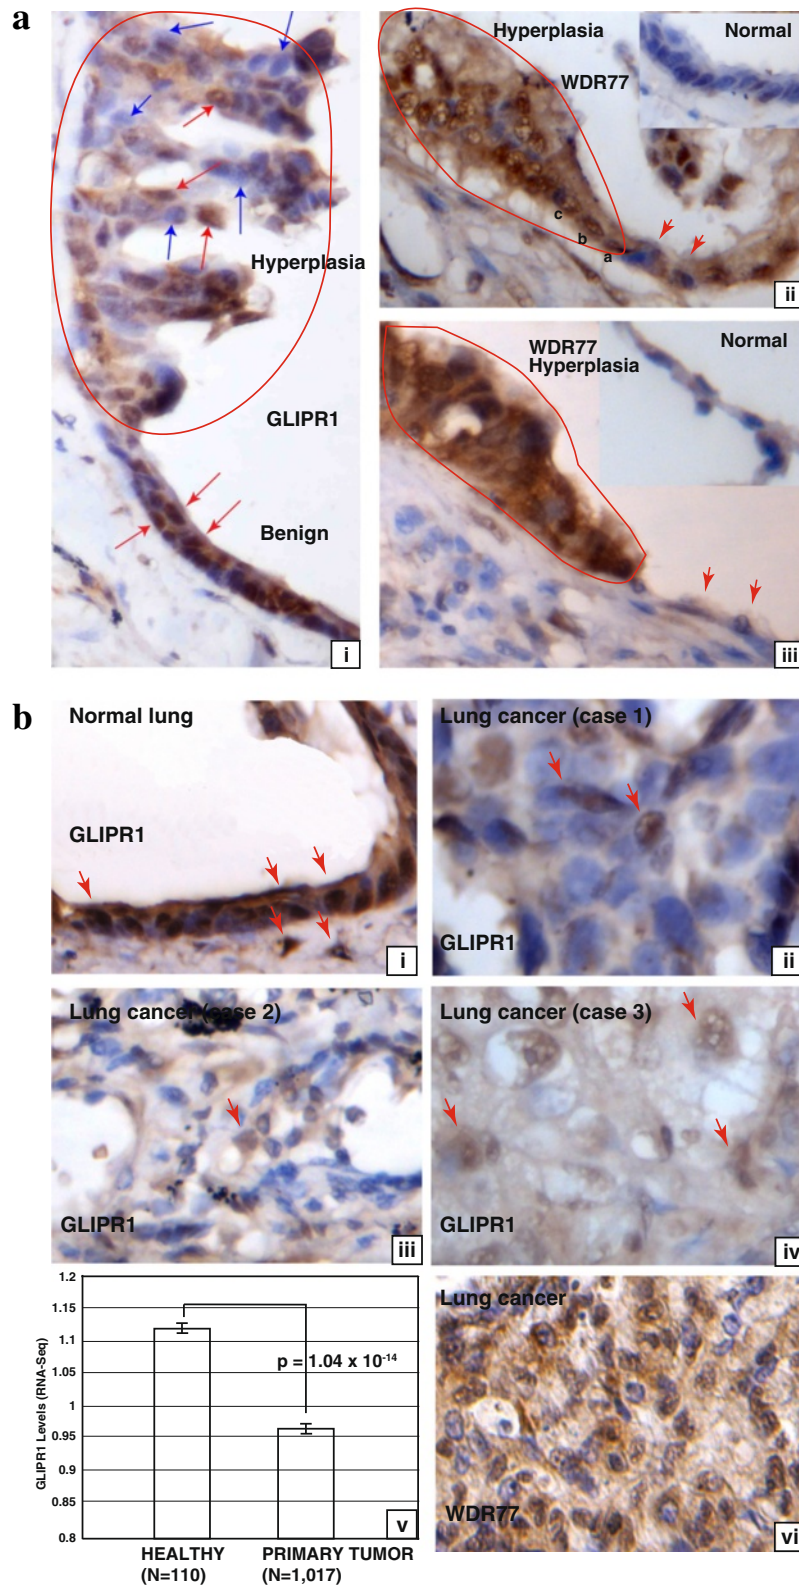 a
Hyperplasia
GLIPR1
Benign
i
Hyperplasia
WDR77
Normal
c
b
a
ii
WDR77
Hyperplasia
Normal
iii
b
Normal lung
GLIPR1
i
Lung cancer (case 1)
GLIPR1
ii
Lung cancer (case 2)
GLIPR1
iii
Lung cancer (case 3)
GLIPR1
iv
GLIPR1 Levels (RNA-Seq)
1.2
1.15
1.1
1.05
1
0.95
0.9
0.85
0.8
p = 1.04 x 10⁻¹⁴
v
HEALTHY
(N=110)
PRIMARY TUMOR
(N=1,017)
Lung cancer
WDR77
vi